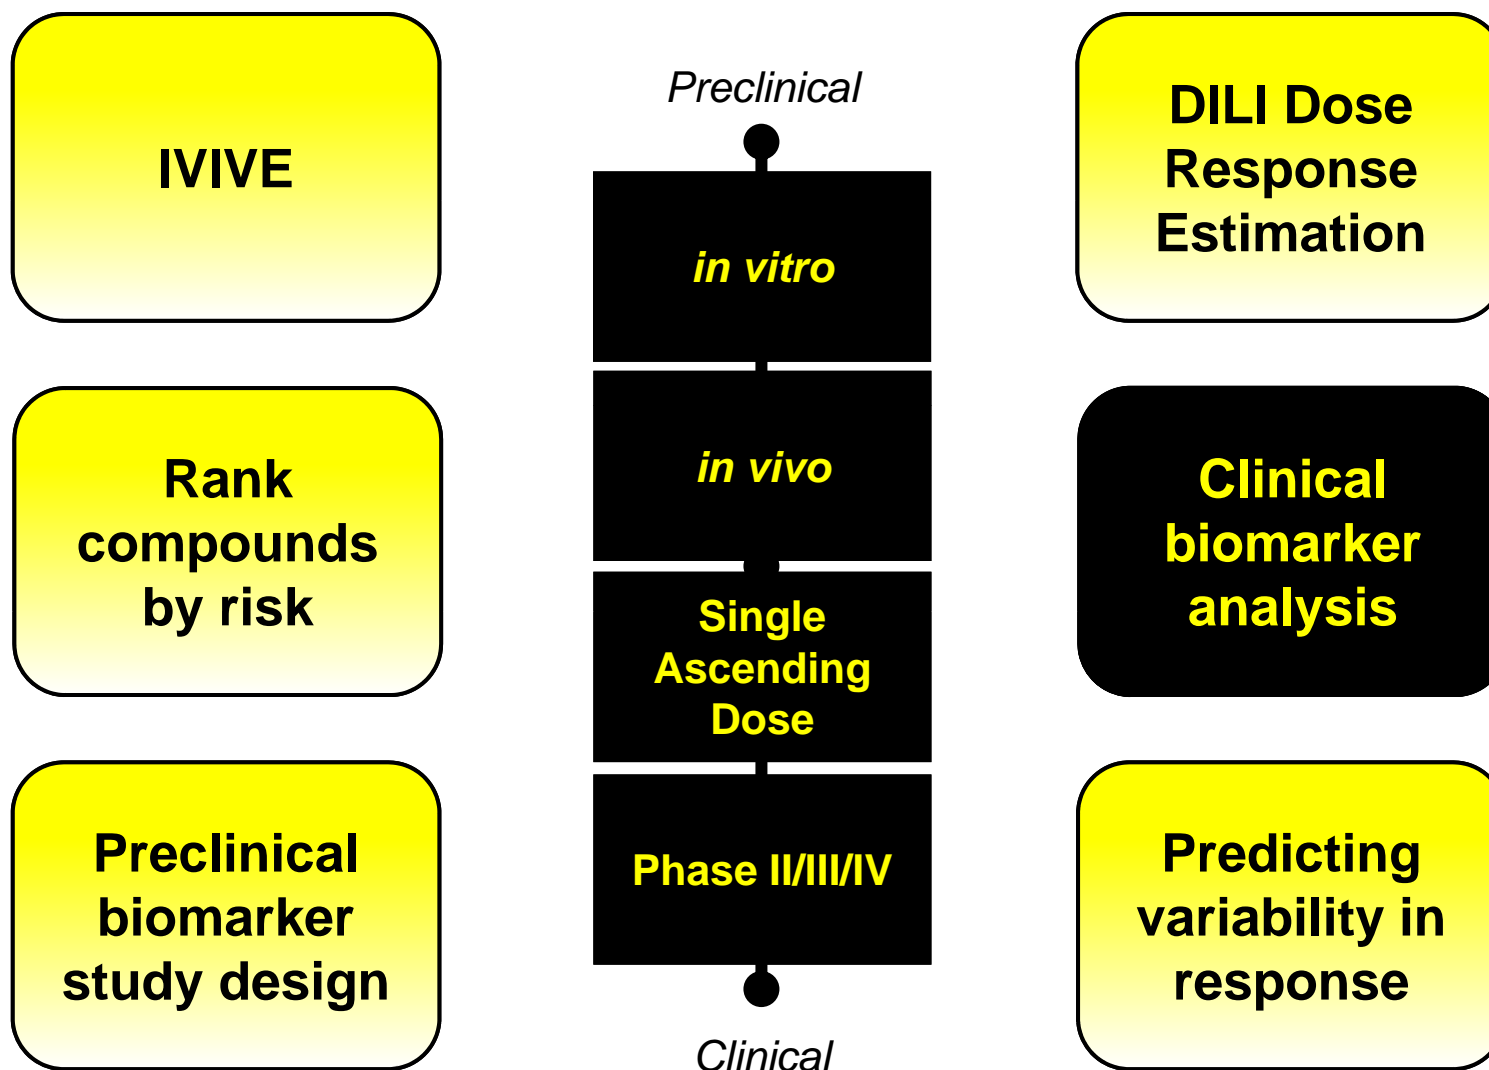 IVIVE
Rank
compounds
by risk
Preclinical
biomarker
study design
Preclinical
in vitro
in vivo
Single
Ascending
Dose
Phase II/III/IV
Clinical
DILI Dose
Response
Estimation
Clinical
biomarker
analysis
Predicting
variability in
response